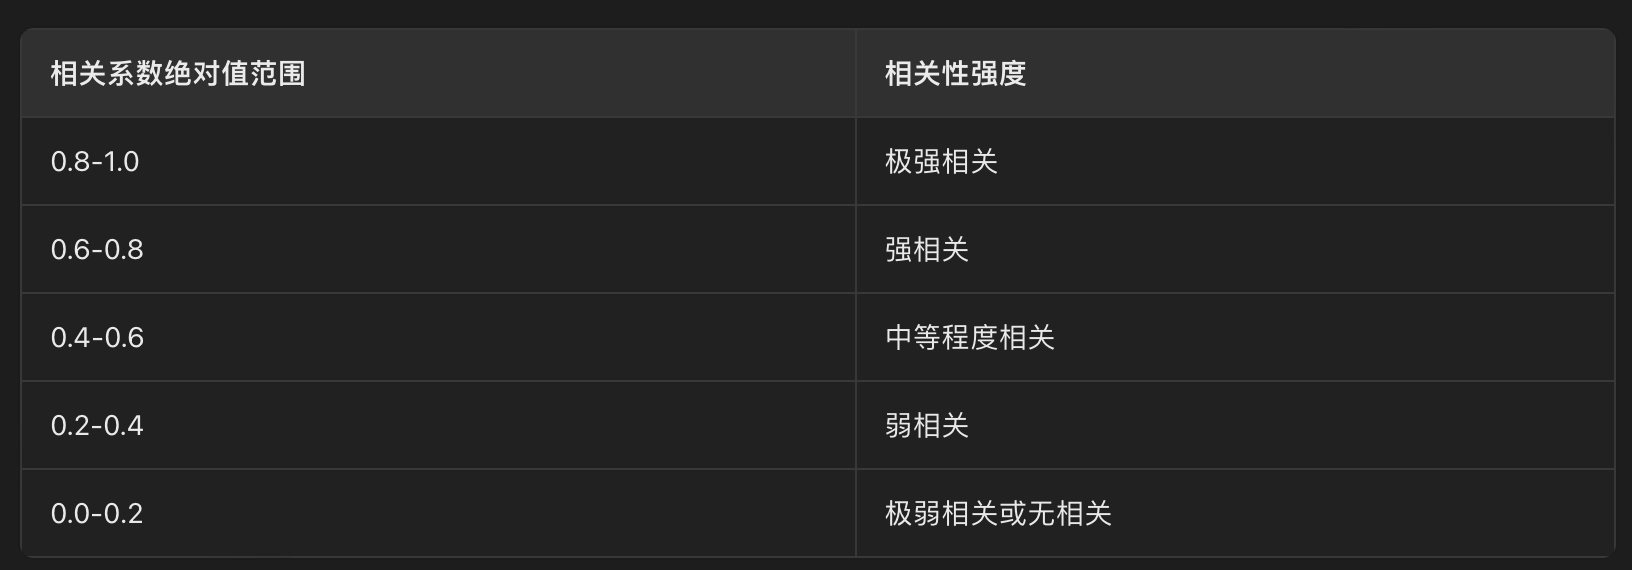 相关系数绝对值范围 相关性强度
0.8-1.0 极强相关
0.6-0.8 强相关
0.4-0.6 中等程度相关
0.2-0.4 弱相关
0.0-0.2 极弱相关或无相关